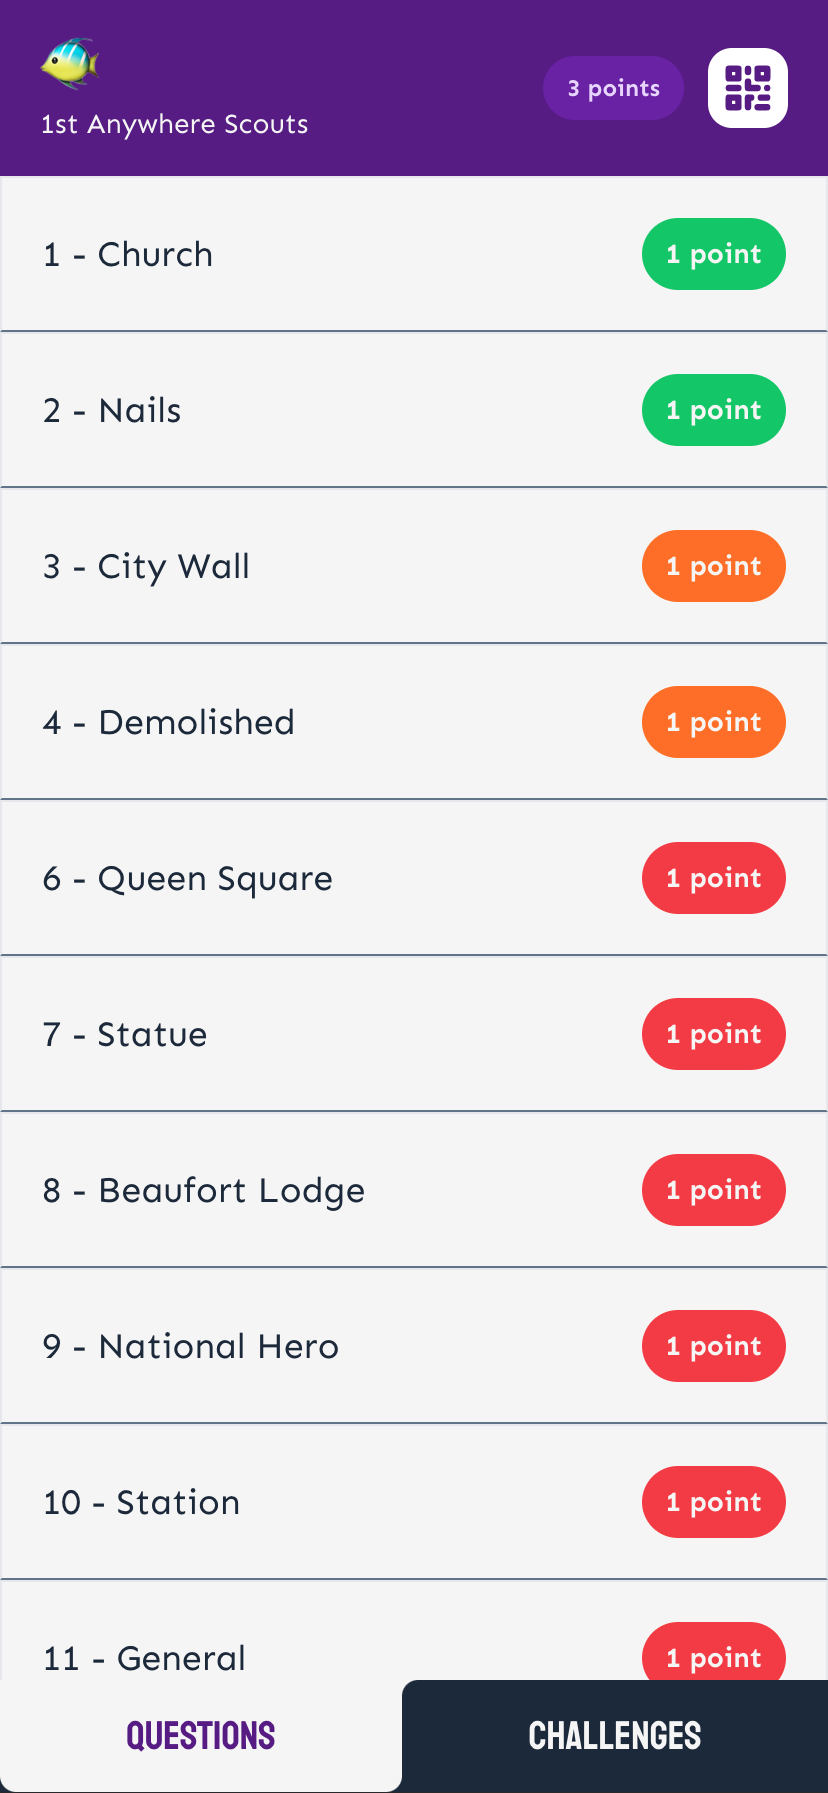 3 points
1st Anywhere Scouts
1 - Church 1 point
2 - Nails 1 point
3 - City Wall 1 point
4 - Demolished 1 point
6 - Queen Square 1 point
7 - Statue 1 point
8 - Beaufort Lodge 1 point
9 - National Hero 1 point
10 - Station 1 point
11 - General 1 point
QUESTIONS CHALLENGES